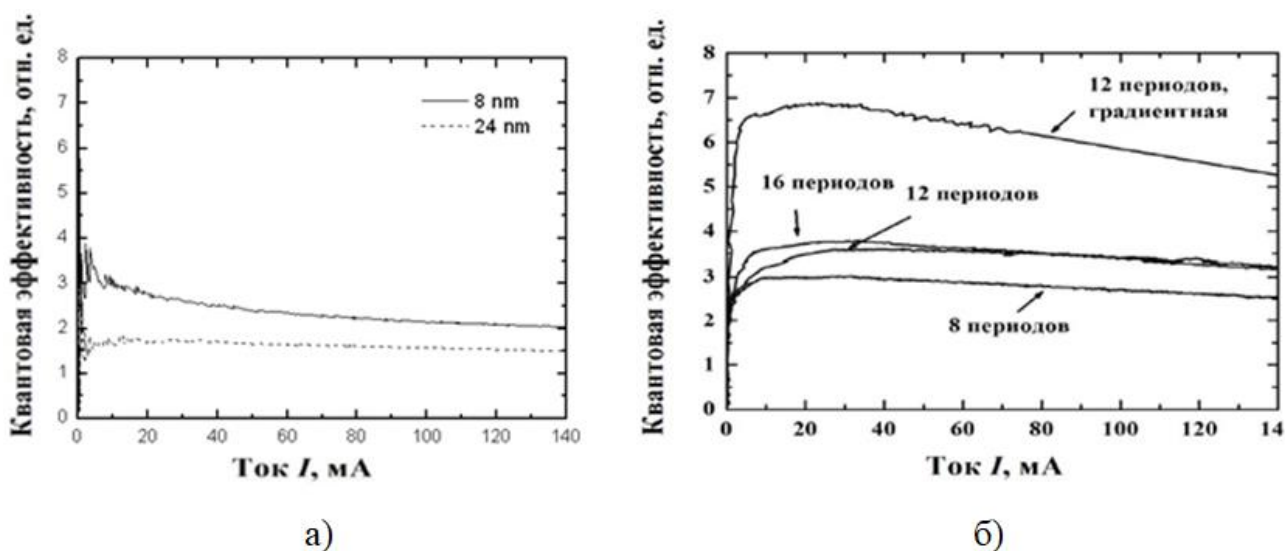 Квантовая эффективность, отн. ед.
8
7
6
5
4
3
2
1
0
8 nm
24 nm
0 20 40 60 80 100 120 140
Ток I, мА
а)
Квантовая эффективность, отн. ед.
8
7
6
5
4
3
2
1
0
12 периодов,
градиентная
16 периодов
12 периодов
8 периодов
0 20 40 60 80 100 120 140
Ток I, мА
б)